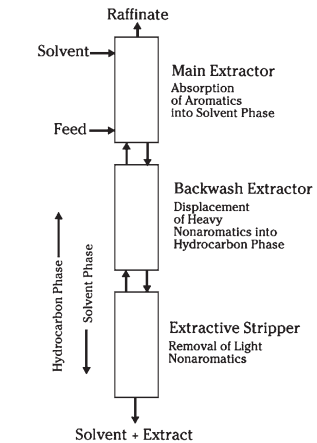 Raffinate
Solvent
Main Extractor
Absorption
of Aromatics
into Solvent Phase
Feed
Backwash Extractor
Displacement
of Heavy
Nonaromatics into
Hydrocarbon Phase
Hydrocarbon Phase
Solvent Phase
Extractive Stripper
Removal of Light
Nonaromatics
Solvent + Extract